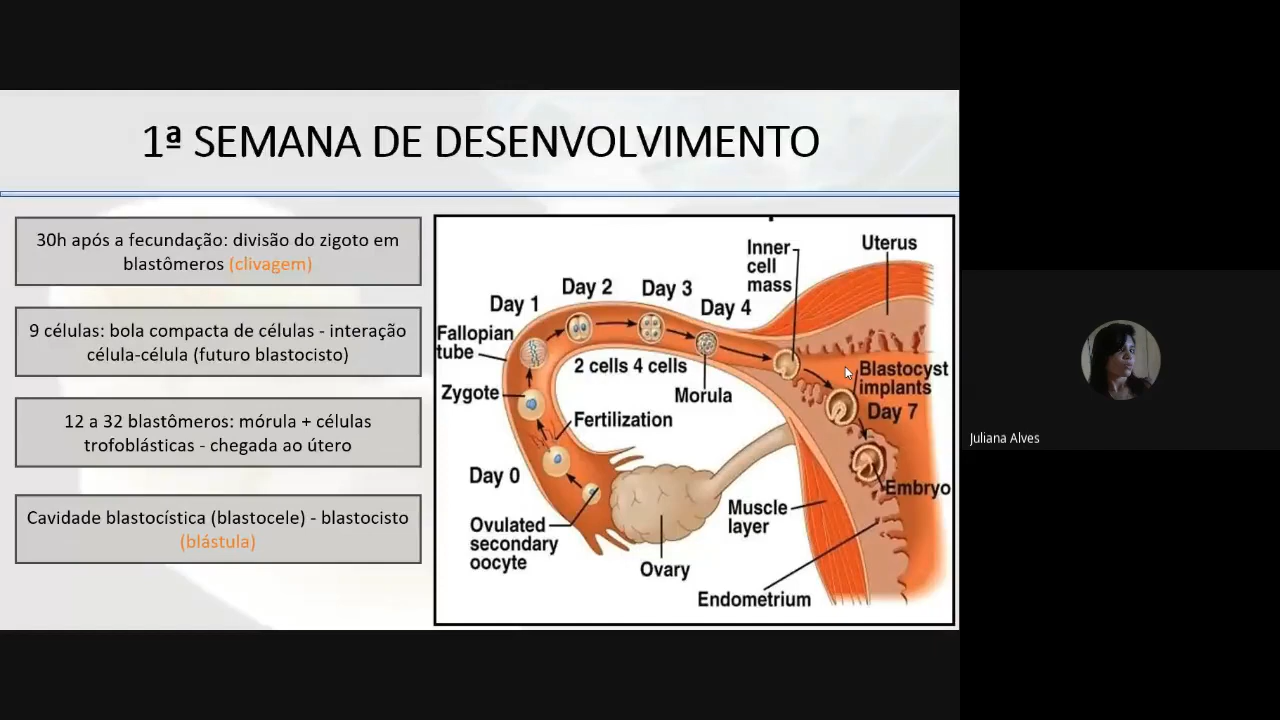 1ª SEMANA DE DESENVOLVIMENTO
30h após a fecundação: divisão do zigoto em
blastômeros (clivagem)
9 células: bola compacta de células - interação
célula-célula (futuro blastocisto)
12 a 32 blastômeros: mórula + células
trofoblásticas - chegada ao útero
Cavidade blastocística (blastocele) - blastocisto
(blástula)
Inner
cell
mass
Uterus
Day 1
Day 2
Day 3
Day 4
Fallopian
tube
2 cells 4 cells
Blastocyst
implants
Day 7
Zygote
Morula
Fertilization
Day 0
Embryo
Muscle
layer
Ovulated
secondary
oocyte
Ovary
Endometrium
Juliana Alves